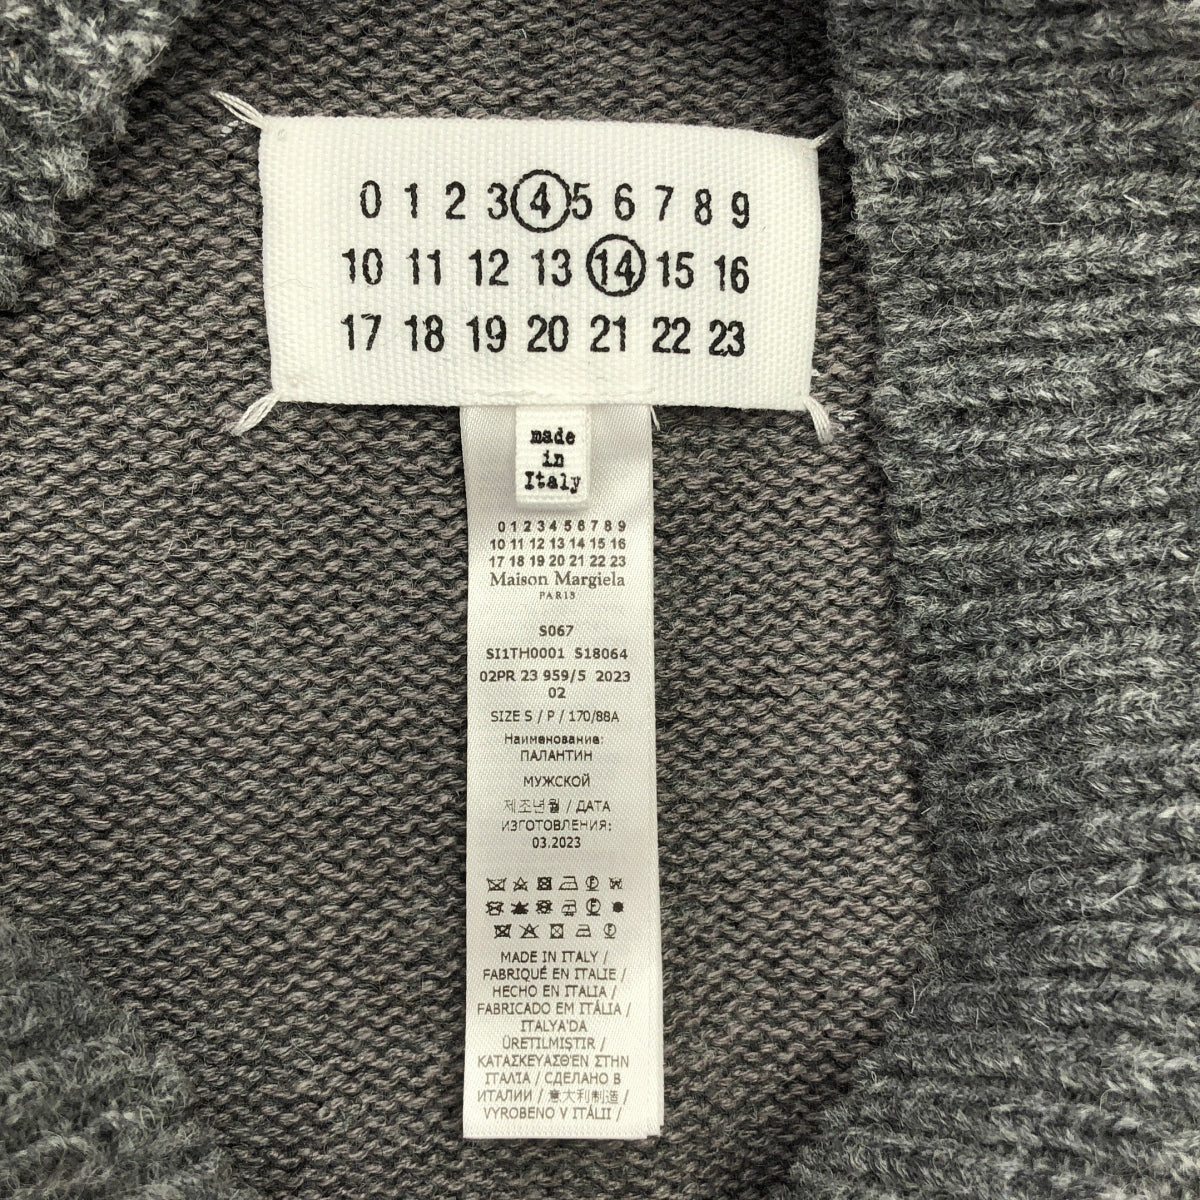 0 1 2 3 4 5 6 7 8 9
10 11 12 13 14 15 16
17 18 19 20 21 22 23
made
in
Italy
0 1 2 3 4 5 6 7 8 9
10 11 12 13 14 15 16
17 18 19 20 21 22 23
Maison Margiela
PARIS
S067
SI1TH0001 S18064
02PR 23 959/5 2023
02
SIZE S / P / 170/88A
Наименование:
ПАЛАНТИН
МУЖСКОЙ
제조년월 / ДАТА
ИЗГОТОВЛЕНИЯ:
03.2023
MADE IN ITALY /
FABRIQUÉ EN ITALIE /
HECHO EN ITALIA /
FABRICADO EM ITÁLIA /
ITALYA'DA
ÜRETILMIŞTIR /
ΚΑΤΑΣΚΕΥΑΣΘΕΝ ΣΤΗΝ
ΙΤΑΛΙΑ / СДЕЛАНО В
ИТАЛИИ / 意大利制造 /
VYROBENO V ITÁLII /